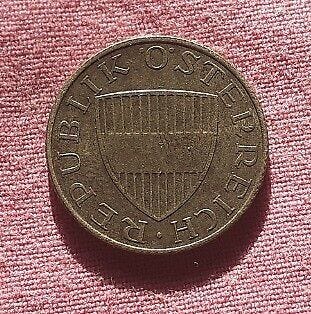 REPUBLIK ÖSTERREICH ·